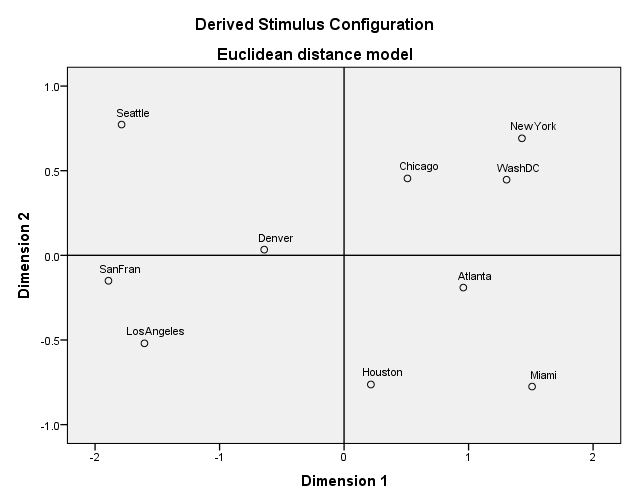 Derived Stimulus Configuration
Euclidean distance model
1.0
Seattle
NewYork
Chicago
WashDC
0.5
Denver
0.0
SanFran
Atlanta
LosAngeles
-0.5
Houston
Miami
-1.0
Dimension 2
-2
-1
0
1
2
Dimension 1